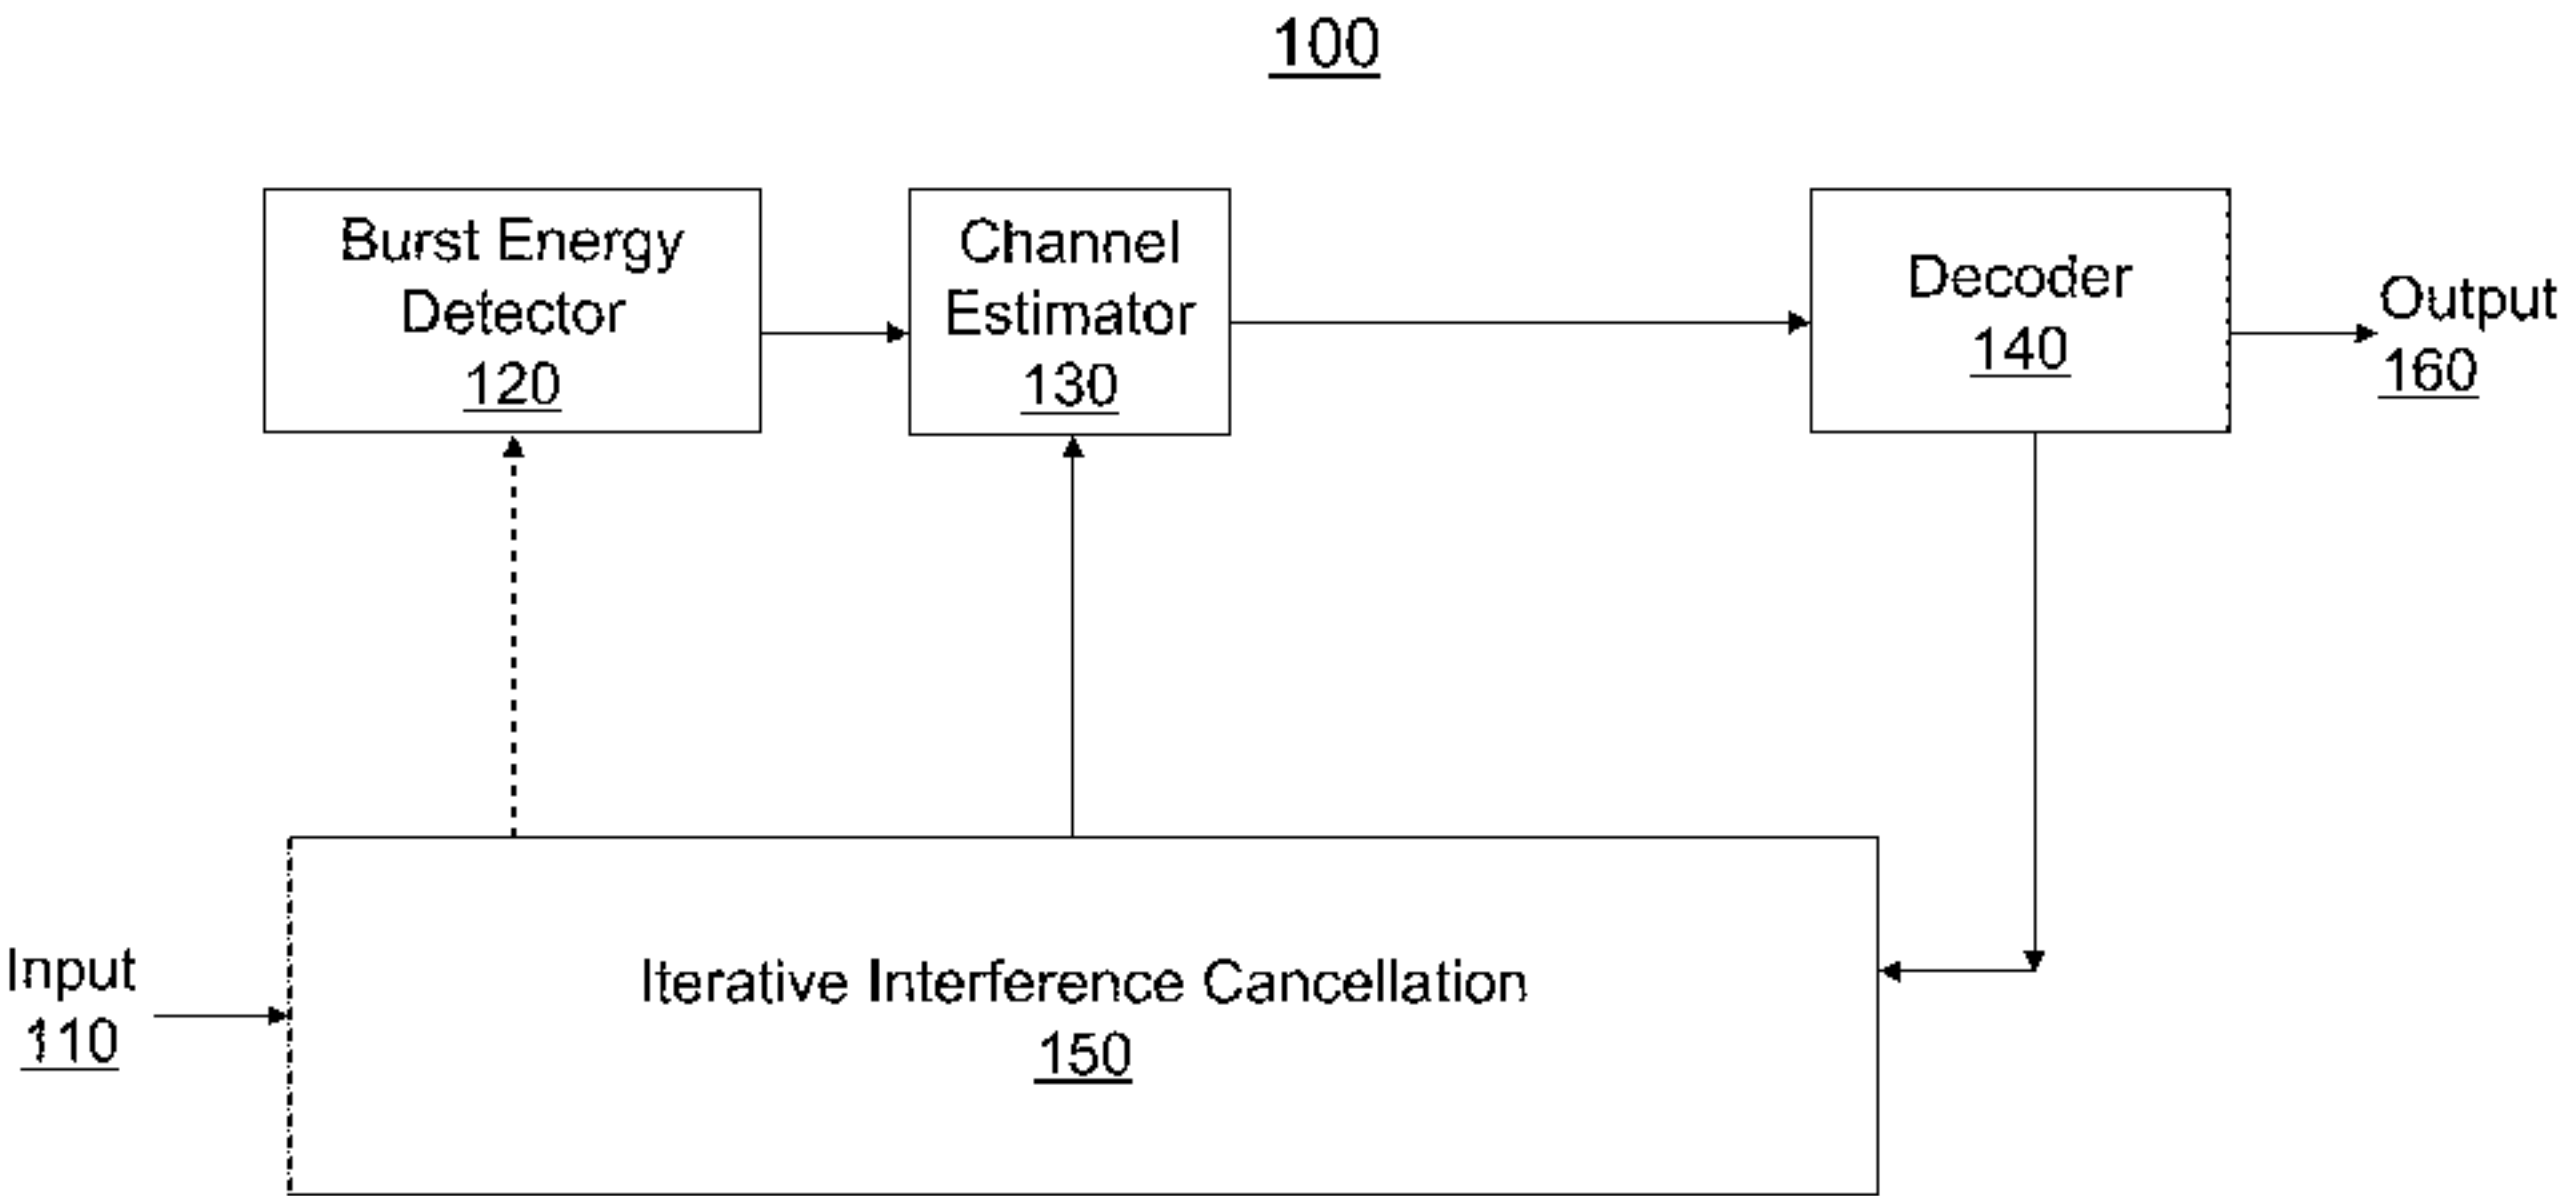 100
Burst Energy
Detector
120
Channel
Estimator
130
Decoder
140
Output
160
Input
110
Iterative Interference Cancellation
150